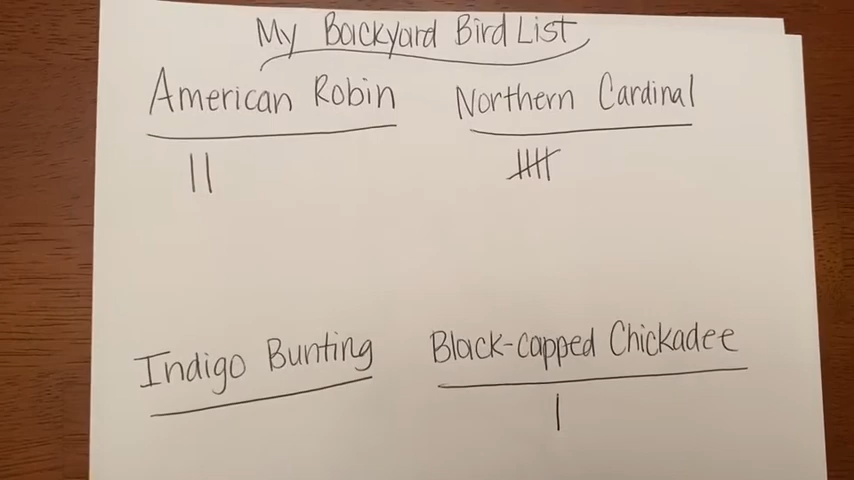 My Backyard Bird List
American Robin
Northern Cardinal
||
Indigo Bunting
Black-capped Chickadee
|